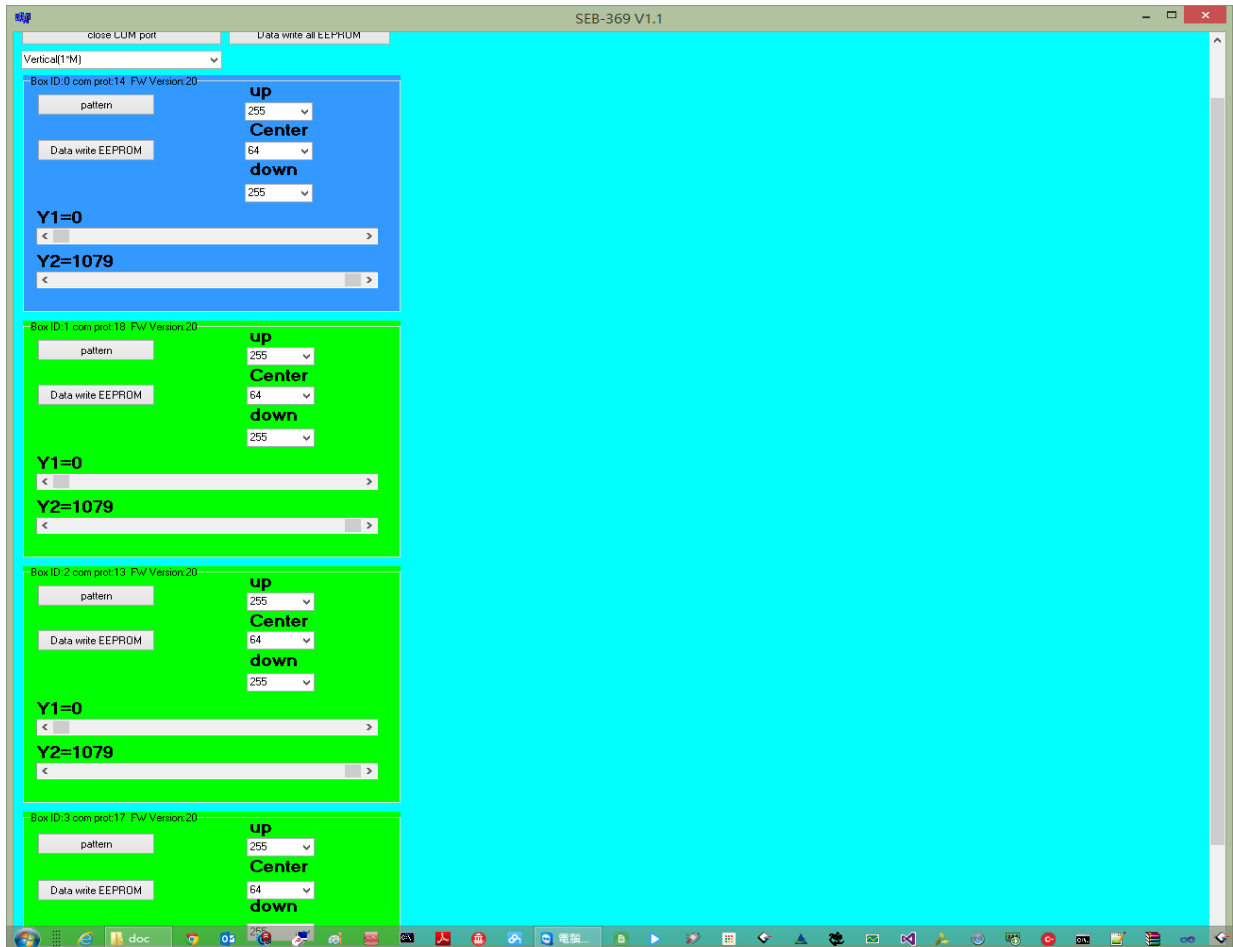 SEB-369 V1.1
close COM port
Data write all EEPROM
Vertical(1*M)
Box ID:0 com prot:14 FW Version:20
up
pattern
255
Center
Data write EEPROM
64
down
255
Y1=0
Y2=1079
Box ID:1 com prot:18 FW Version:20
up
pattern
255
Center
Data write EEPROM
64
down
255
Y1=0
Y2=1079
Box ID:2 com prot:13 FW Version:20
up
pattern
255
Center
Data write EEPROM
64
down
255
Y1=0
Y2=1079
Box ID:3 com prot:17 FW Version:20
up
pattern
255
Center
Data write EEPROM
64
down
255
doc
電腦...